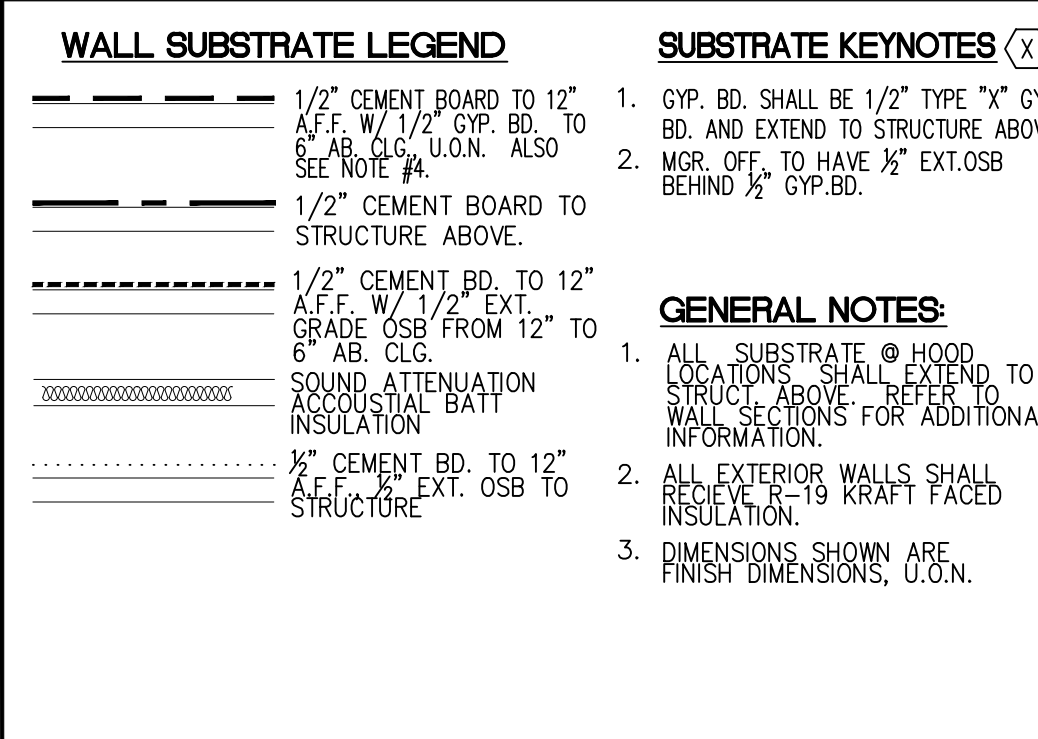 WALL SUBSTRATE LEGEND
1/2" CEMENT BOARD TO 12"
A.F.F. W/ 1/2" GYP. BD. TO
6" AB. CLG., U.O.N. ALSO
SEE NOTE #4.
1/2" CEMENT BOARD TO
STRUCTURE ABOVE.
1/2" CEMENT BD. TO 12"
A.F.F. W/ 1/2" EXT.
GRADE OSB FROM 12" TO
6" AB. CLG.
SOUND ATTENUATION
ACCOUSTIAL BATT
INSULATION
½" CEMENT BD. TO 12"
A.F.F., ½" EXT. OSB TO
STRUCTURE
SUBSTRATE KEYNOTES X
1. GYP. BD. SHALL BE 1/2" TYPE "X"
BD. AND EXTEND TO STRUCTURE
2. MGR. OFF. TO HAVE ½" EXT.OSB
BEHIND ½" GYP.BD.
GENERAL NOTES:
1. ALL SUBSTRATE @ HOOD
LOCATIONS SHALL EXTEND TO
STRUCT. ABOVE. REFER TO
WALL SECTIONS FOR
INFORMATION.
2. ALL EXTERIOR WALLS SHALL
RECIEVE R-19 KRAFT FACED
INSULATION.
3. DIMENSIONS SHOWN ARE
FINISH DIMENSIONS, U.O.N.